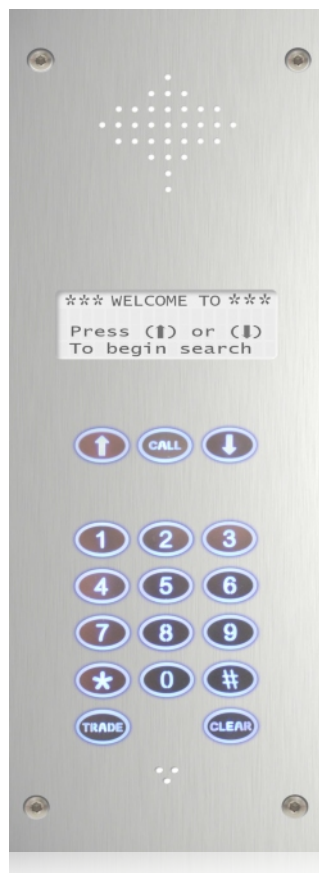 *** WELCOME TO ***
Press (⬆) or (⬇)
To begin search
⬆ CALL ⬇
1 2 3
4 5 6
7 8 9
* 0 #
TRADE CLEAR